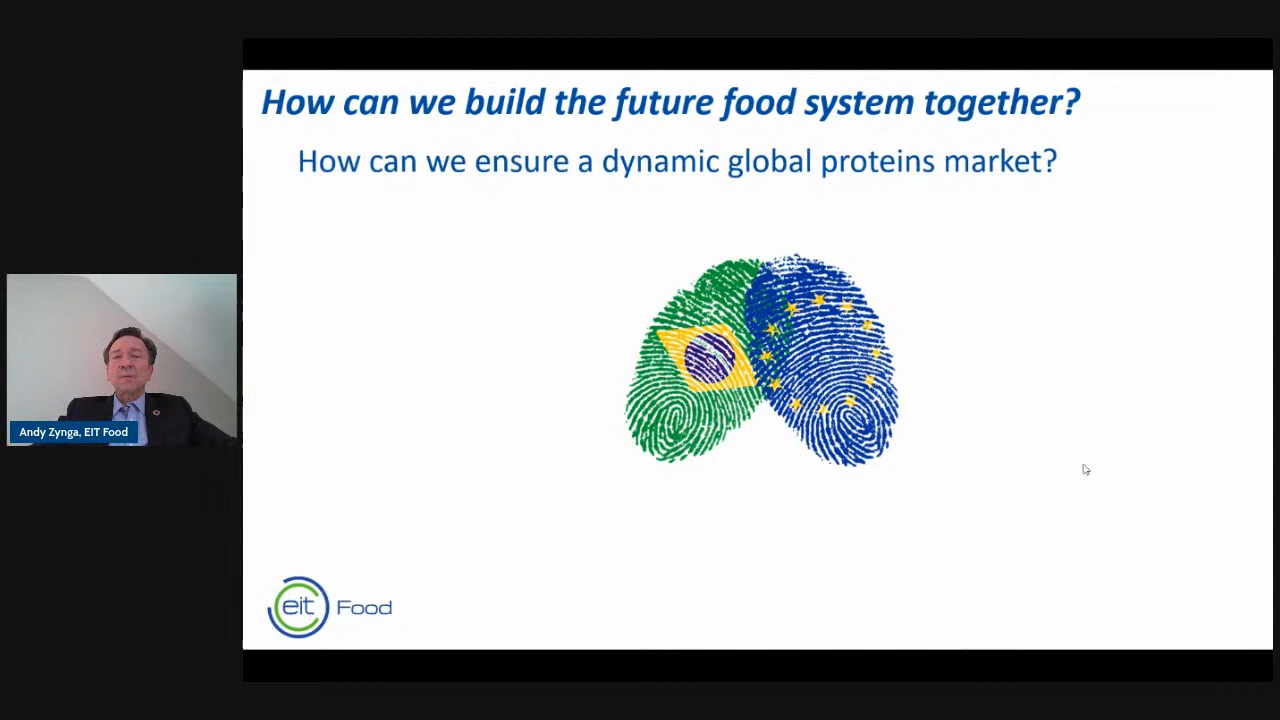 How can we build the future food system together?
How can we ensure a dynamic global proteins market?
Andy Zynga, EIT Food
eit Food